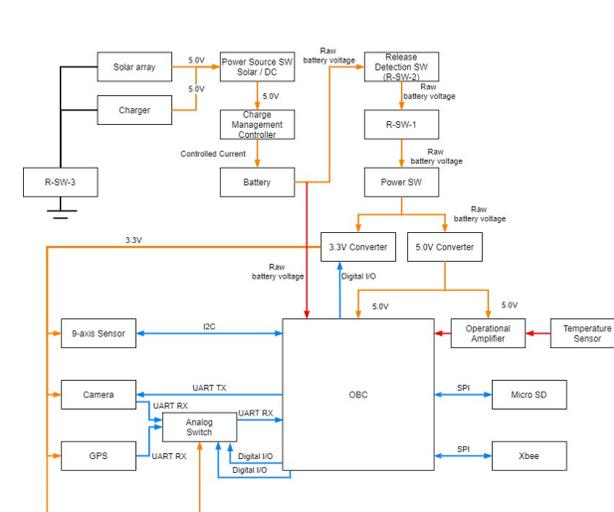 Raw
battery voltage
Solar array
5.0V
Power Source SW
Solar / DC
Release
Detection SW
(R-SW-2)
5.0V
5.0V
Raw
battery voltage
Charger
Charge
Management
Controller
R-SW-1
Controlled Current
Raw
battery voltage
R-SW-3
Battery
Power SW
Raw
battery voltage
3.3V
3.3V Converter
5.0V Converter
Raw
battery voltage
Digital I/O
5.0V
5.0V
9-axis Sensor
I2C
Operational
Amplifier
Temperature
Sensor
Camera
UART TX
OBC
SPI
Micro SD
UART RX
UART RX
Analog
Switch
GPS
UART RX
Digital I/O
Digital I/O
SPI
Xbee